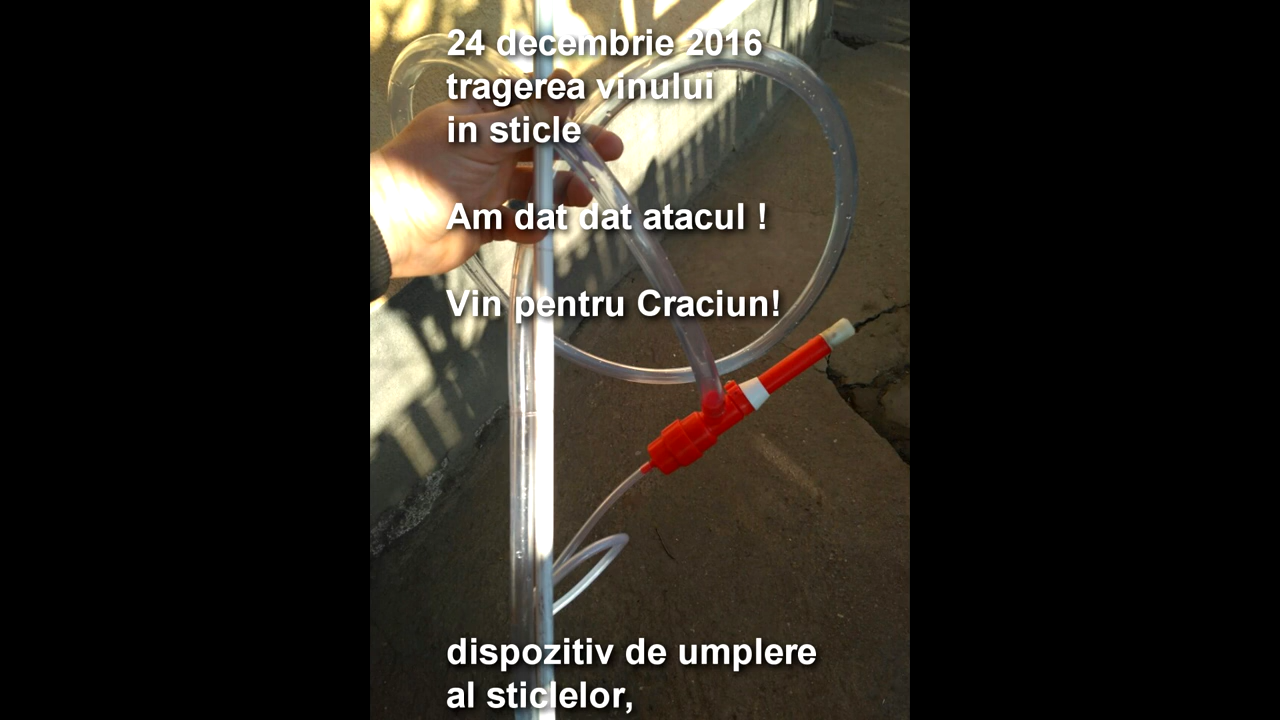 24 decembrie 2016
tragerea vinului
in sticle
Am dat dat atacul !
Vin pentru Craciun!
dispozitiv de umplere
al sticlelor,